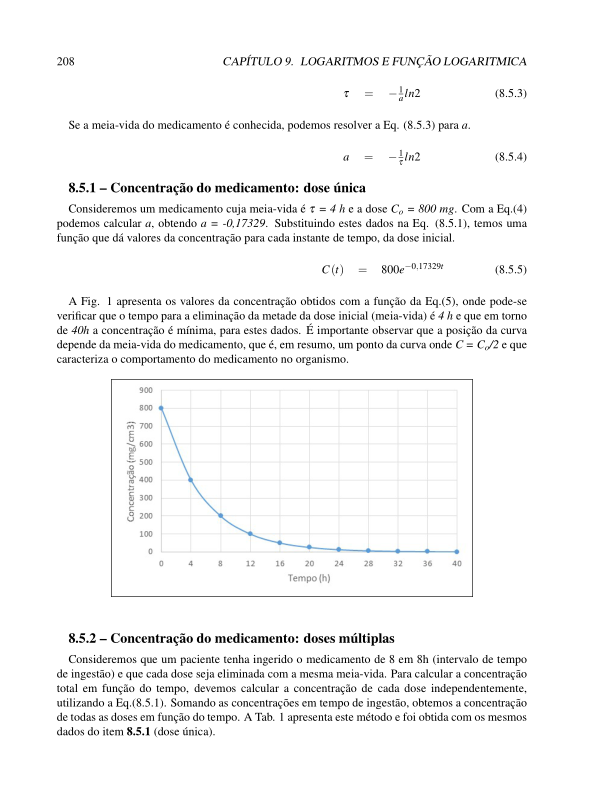 208 CAPÍTULO 9. LOGARITMOS E FUNÇÃO LOGARITMICA
τ = −1/a ln2 (8.5.3)
Se a meia-vida do medicamento é conhecida, podemos resolver a Eq. (8.5.3) para a.
a = −1/τ ln2 (8.5.4)
8.5.1 – Concentração do medicamento: dose única
Consideremos um medicamento cuja meia-vida é τ = 4 h e a dose Co = 800 mg. Com a Eq.(4)
podemos calcular a, obtendo a = -0,17329. Substituindo estes dados na Eq. (8.5.1), temos uma
função que dá valores da concentração para cada instante de tempo, da dose inicial.
C(t) = 800e^−0,17329t (8.5.5)
A Fig. 1 apresenta os valores da concentração obtidos com a função da Eq.(5), onde pode-se
verificar que o tempo para a eliminação da metade da dose inicial (meia-vida) é 4 h e que em torno
de 40h a concentração é mínima, para estes dados. É importante observar que a posição da curva
depende da meia-vida do medicamento, que é, em resumo, um ponto da curva onde C = Co/2 e que
caracteriza o comportamento do medicamento no organismo.
Concentração (mg/cm3)
900
800
700
600
500
400
300
200
100
0
0 4 8 12 16 20 24 28 32 36 40
Tempo (h)
8.5.2 – Concentração do medicamento: doses múltiplas
Consideremos que um paciente tenha ingerido o medicamento de 8 em 8h (intervalo de tempo
de ingestão) e que cada dose seja eliminada com a mesma meia-vida. Para calcular a concentração
total em função do tempo, devemos calcular a concentração de cada dose independentemente,
utilizando a Eq.(8.5.1). Somando as concentrações em tempo de ingestão, obtemos a concentração
de todas as doses em função do tempo. A Tab. 1 apresenta este método e foi obtida com os mesmos
dados do item 8.5.1 (dose única).